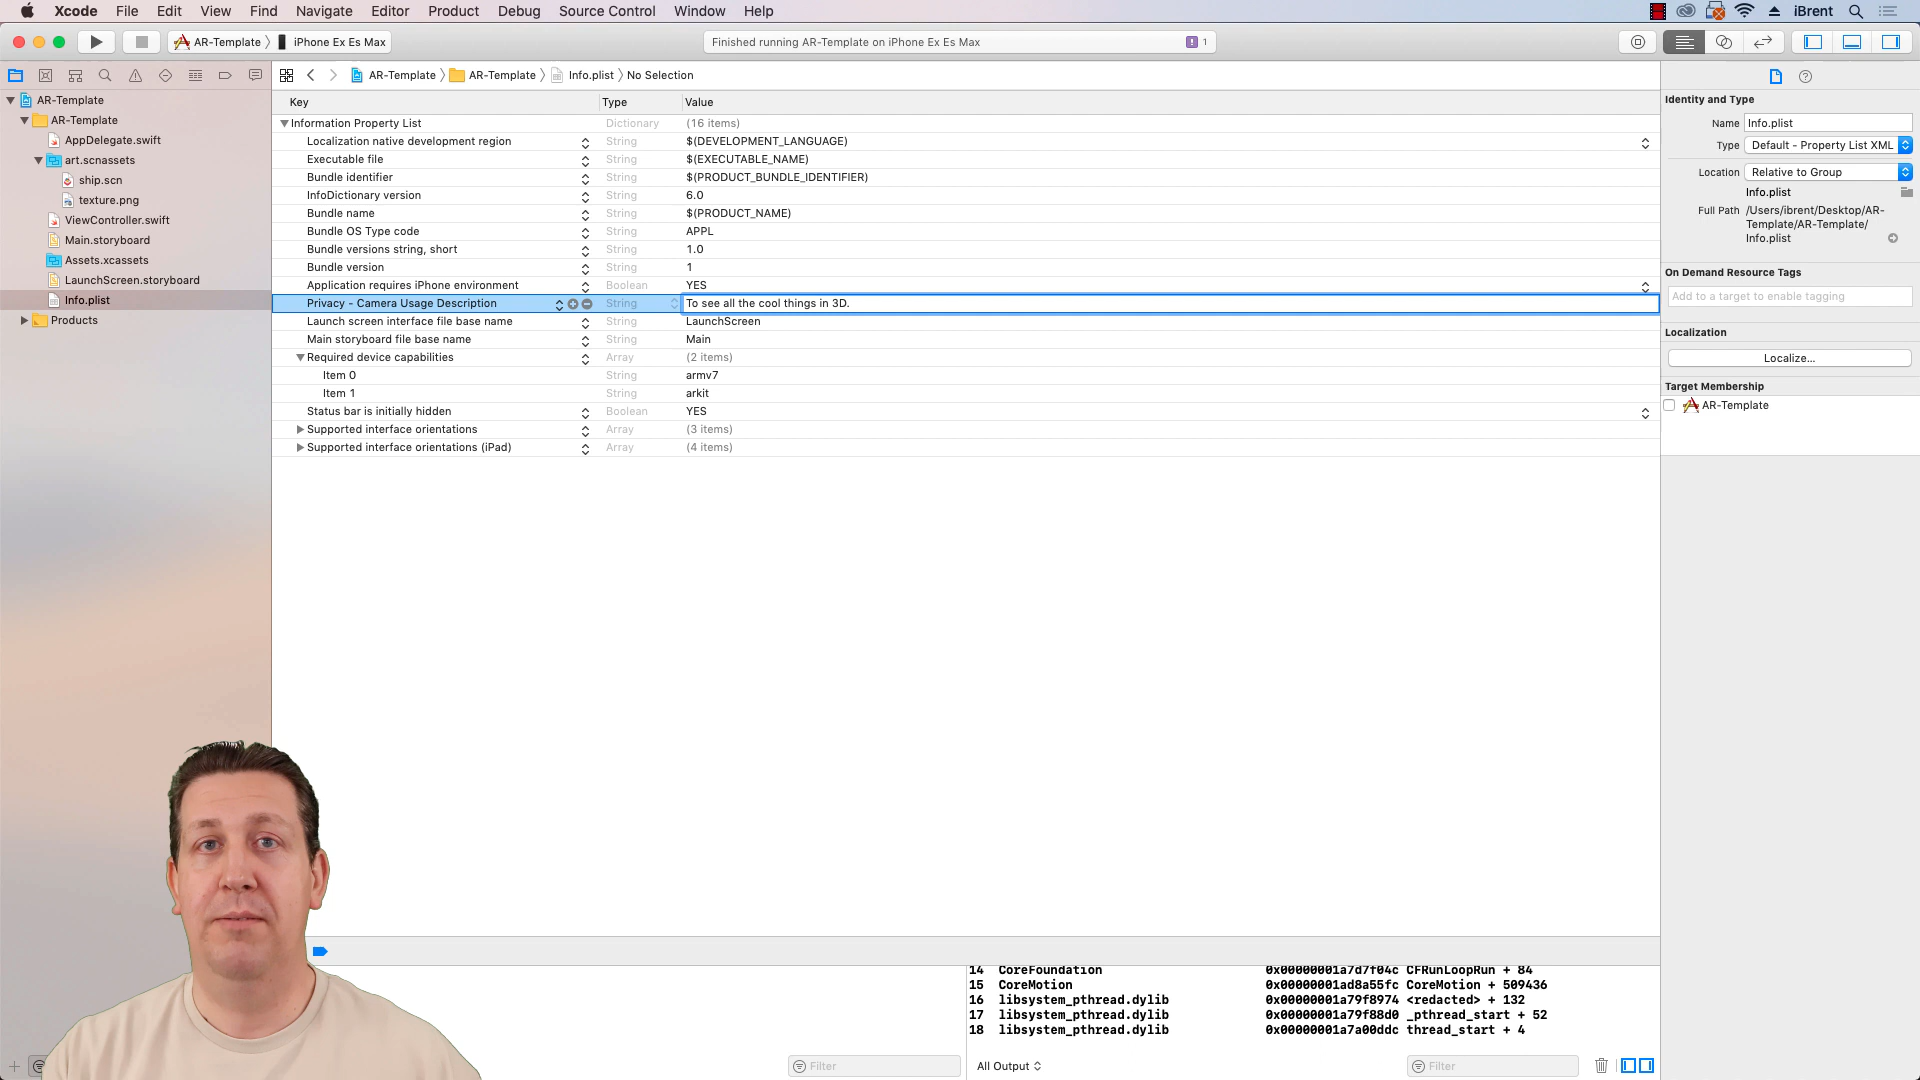 Xcode File Edit View Find Navigate Editor Product Debug Source Control Window Help iBrent
AR-Template iPhone Ex Es Max Finished running AR-Template on iPhone Ex Es Max 1
AR-Template
AR-Template
AppDelegate.swift
art.scnassets
ship.scn
texture.png
ViewController.swift
Main.storyboard
Assets.xcassets
LaunchScreen.storyboard
Info.plist
Products
AR-Template AR-Template Info.plist No Selection
Key Type Value
Information Property List Dictionary (16 items)
Localization native development region String $(DEVELOPMENT_LANGUAGE)
Executable file String $(EXECUTABLE_NAME)
Bundle identifier String $(PRODUCT_BUNDLE_IDENTIFIER)
InfoDictionary version String 6.0
Bundle name String $(PRODUCT_NAME)
Bundle OS Type code String APPL
Bundle versions string, short String 1.0
Bundle version String 1
Application requires iPhone environment Boolean YES
Privacy - Camera Usage Description String To see all the cool things in 3D.
Launch screen interface file base name String LaunchScreen
Main storyboard file base name String Main
Required device capabilities Array (2 items)
Item 0 String armv7
Item 1 String arkit
Status bar is initially hidden Boolean YES
Supported interface orientations Array (3 items)
Supported interface orientations (iPad) Array (4 items)
Identity and Type
Name Info.plist
Type Default - Property List XML
Location Relative to Group
Info.plist
Full Path /Users/ibrent/Desktop/AR-
Template/AR-Template/
Info.plist
On Demand Resource Tags
Add to a target to enable tagging
Localization
Localize...
Target Membership
AR-Template
14 CoreFoundation 0x00000001a7d7f04c CFRunLoopRun + 84
15 CoreMotion 0x00000001ad8a55fc CoreMotion + 509436
16 libsystem_pthread.dylib 0x00000001a79f8974 <redacted> + 132
17 libsystem_pthread.dylib 0x00000001a79f88d0 _pthread_start + 52
18 libsystem_pthread.dylib 0x00000001a7a00ddc thread_start + 4
Filter All Output Filter